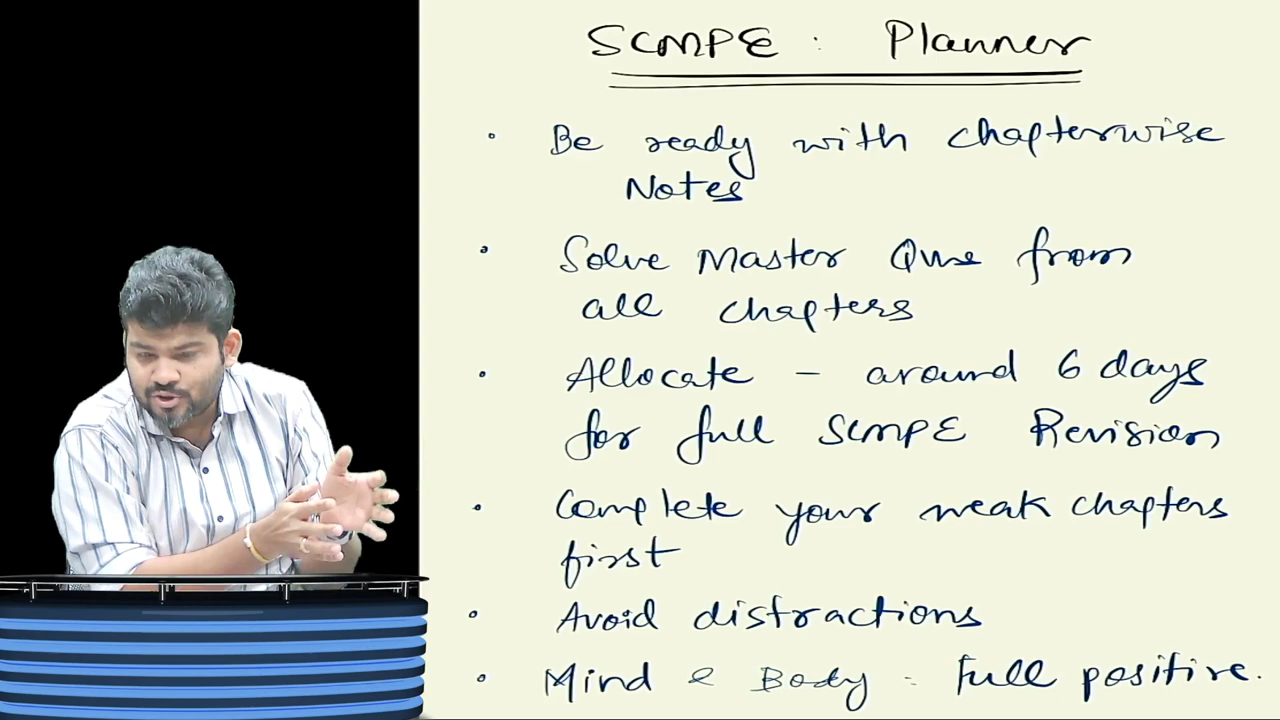 SCMPE : Planner
• Be ready with chapterwise
Notes
• Solve Master Que from
all chapters
• Allocate - around 6 days
for full SCMPE Revision
• Complete your weak chapters
first
• Avoid distractions
• Mind & Body : Full positive.